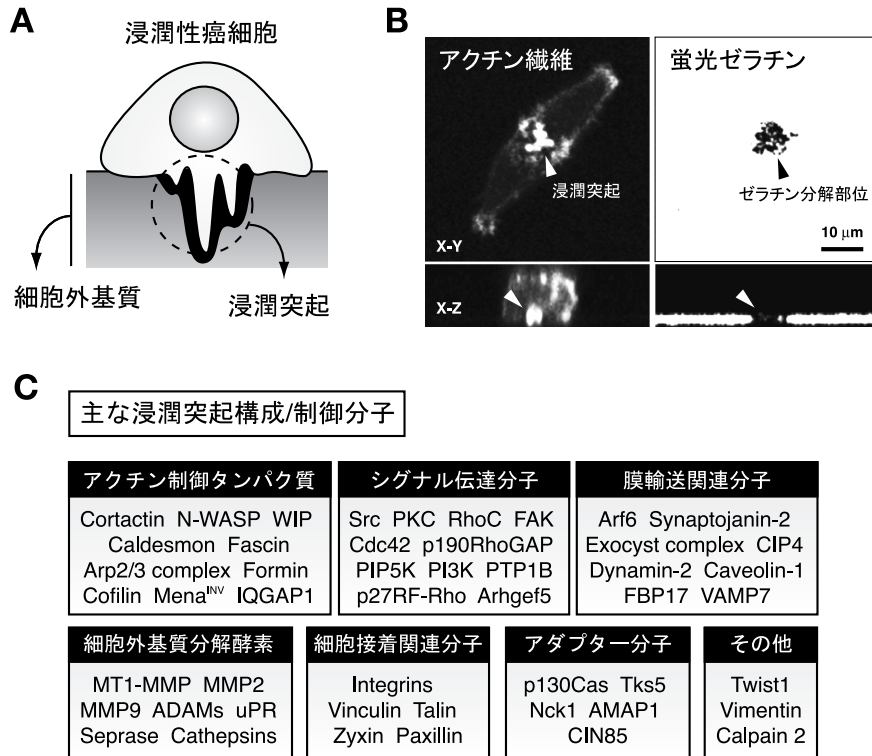 A
浸潤性癌細胞
細胞外基質
浸潤突起
B
アクチン繊維
浸潤突起
X-Y
X-Z
蛍光ゼラチン
ゼラチン分解部位
10 μm
C
主な浸潤突起構成/制御分子
アクチン制御タンパク質
Cortactin N-WASP WIP
Caldesmon Fascin
Arp2/3 complex Formin
Cofilin Mena^INV IQGAP1
シグナル伝達分子
Src PKC RhoC FAK
Cdc42 p190RhoGAP
PIP5K PI3K PTP1B
p27RF-Rho Arhgef5
膜輸送関連分子
Arf6 Synaptojanin-2
Exocyst complex CIP4
Dynamin-2 Caveolin-1
FBP17 VAMP7
細胞外基質分解酵素
MT1-MMP MMP2
MMP9 ADAMs uPR
Seprase Cathepsins
細胞接着関連分子
Integrins
Vinculin Talin
Zyxin Paxillin
アダプター分子
p130Cas Tks5
Nck1 AMAP1
CIN85
その他
Twist1
Vimentin
Calpain 2